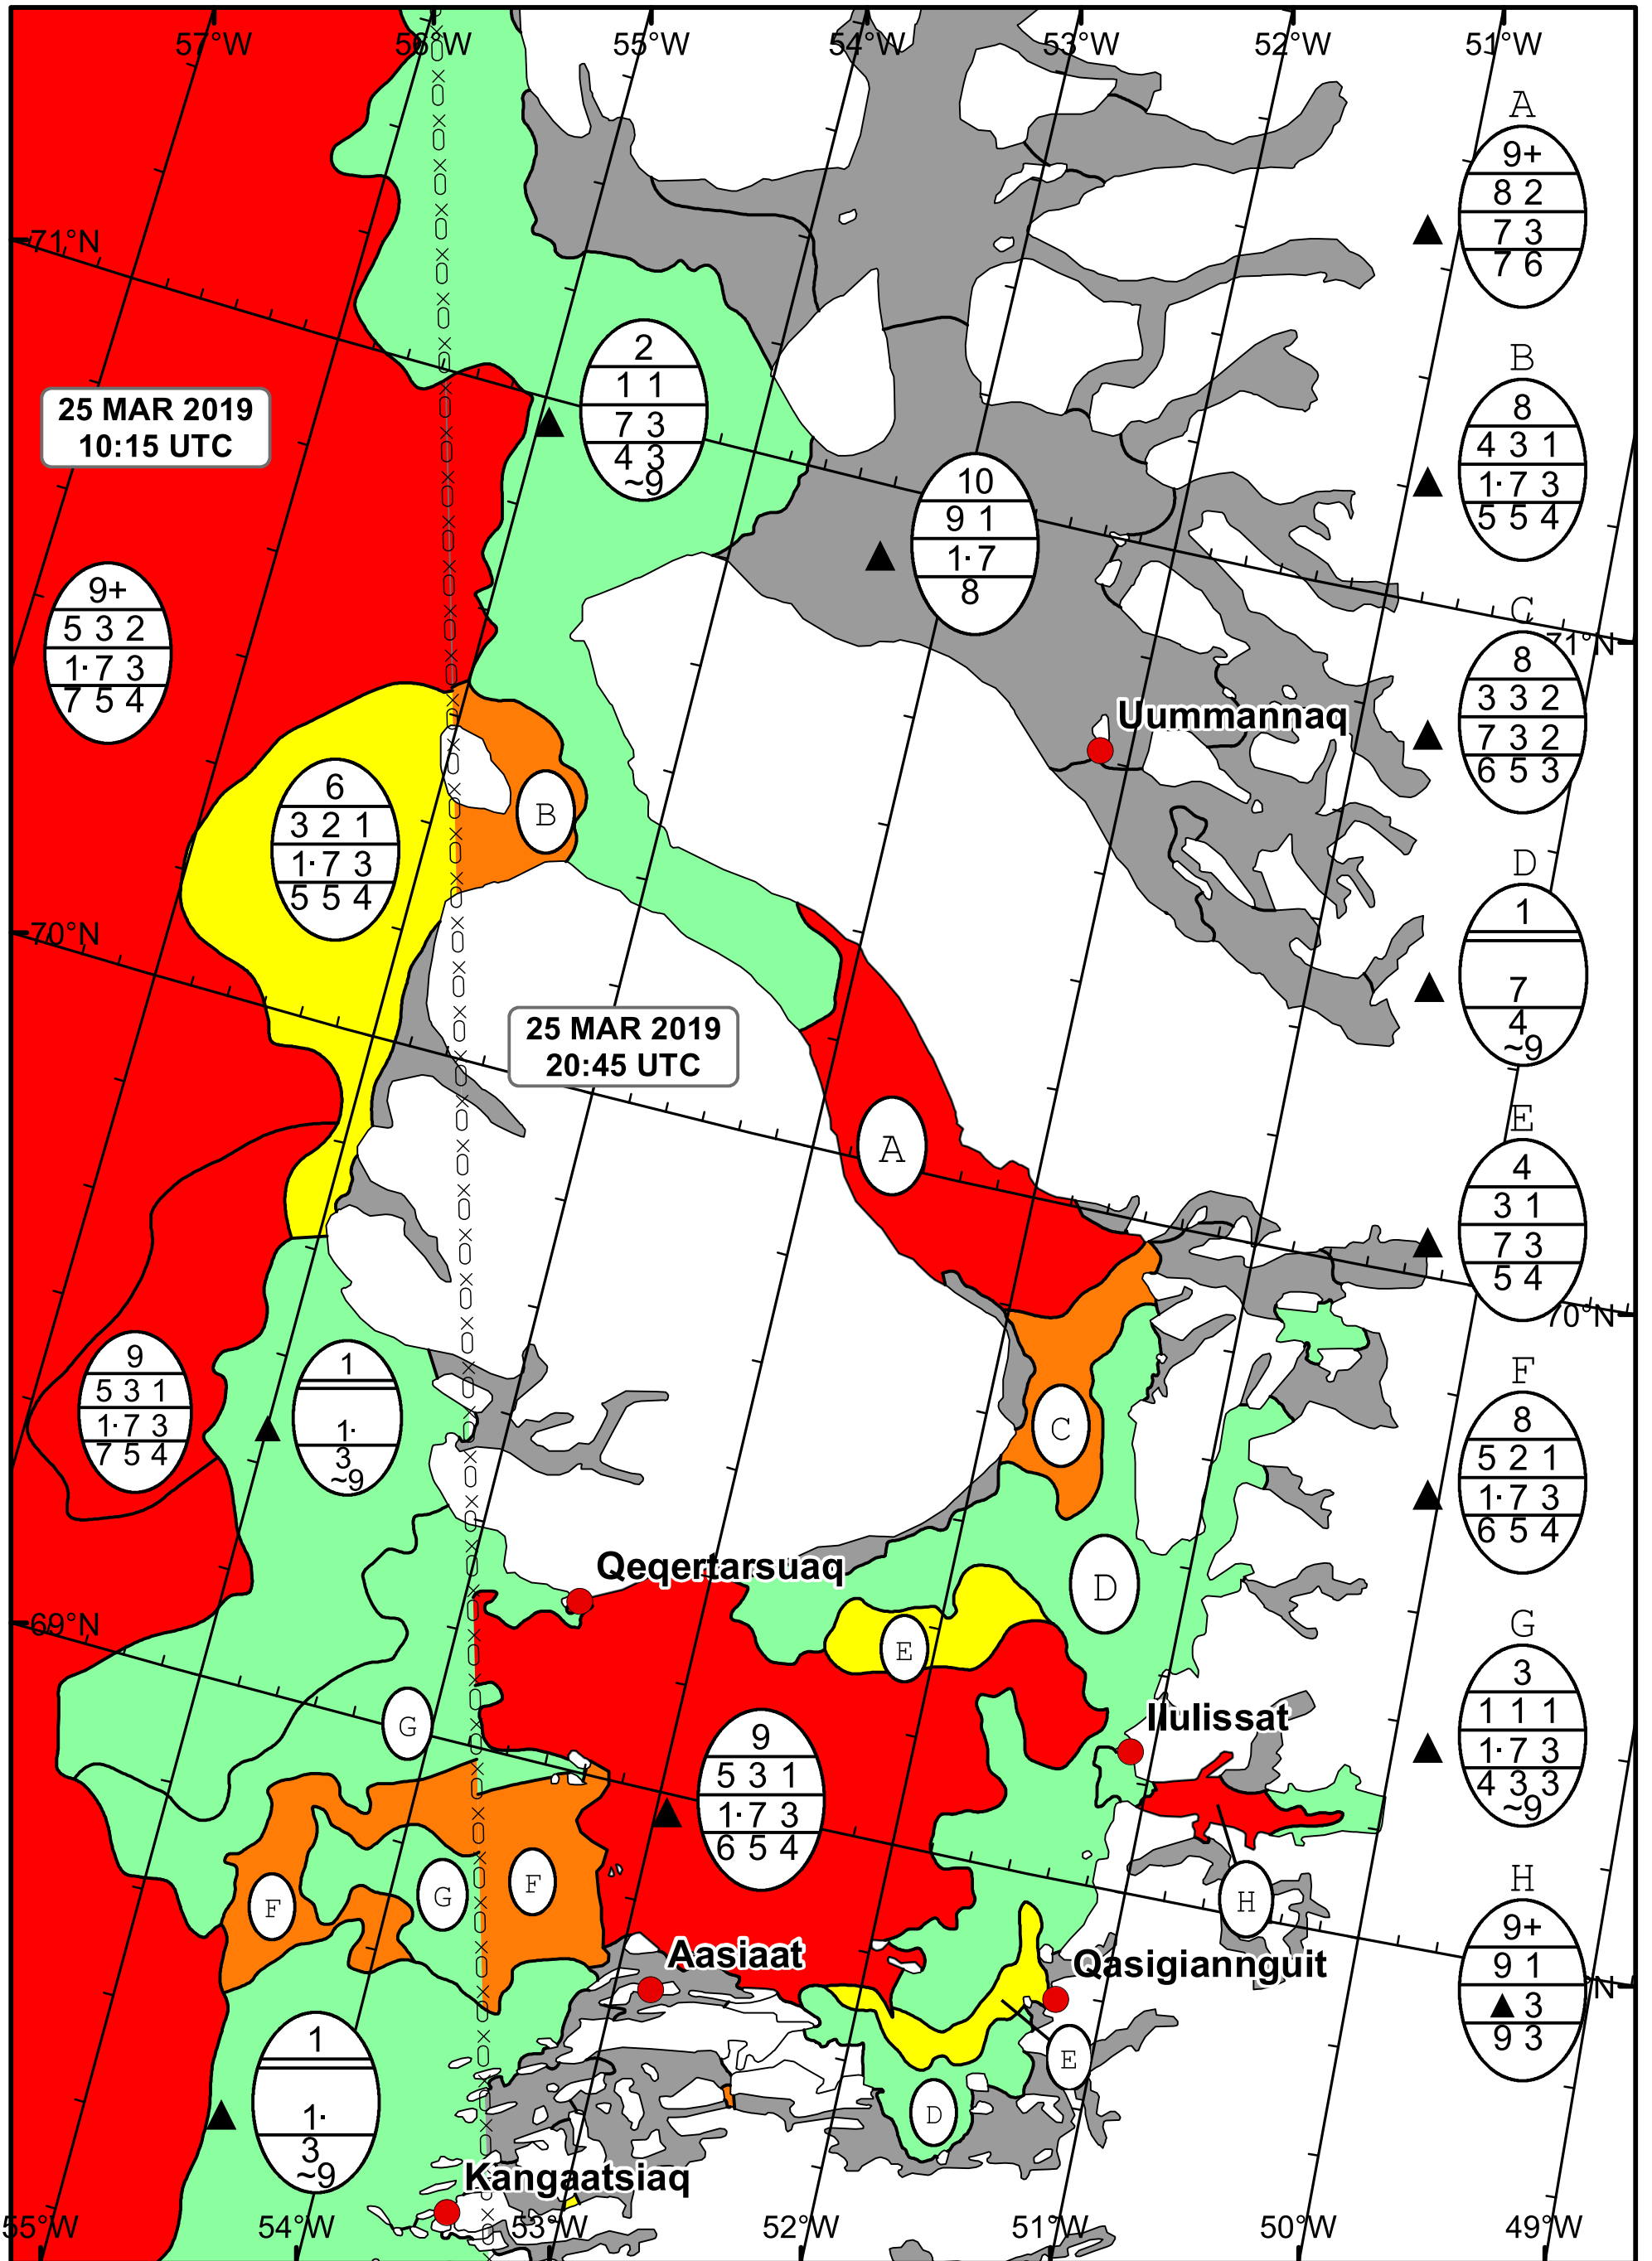 57°W
56°W
55°W
54°W
53°W
52°W
51°W
A
9+
8 2
7 3
7 6
71°N
2
1 1
7 3
4 3
~9
B
8
4 3 1
1· 7 3
5 5 4
25 MAR 2019
10:15 UTC
10
9 1
1· 7
8
9+
5 3 2
1· 7 3
7 5 4
C
71°N
8
3 3 2
7 3 2
6 5 3
Uummannaq
6
3 2 1
1· 7 3
5 5 4
B
D
1
7
4
~9
70°N
25 MAR 2019
20:45 UTC
A
E
4
3 1
7 3
5 4
70°N
9
5 3 1
1· 7 3
7 5 4
1
1·
3
~9
C
F
8
5 2 1
1· 7 3
6 5 4
Qeqertarsuaq
D
69°N
E
G
3
1 1 1
1· 7 3
4 3 3
~9
G
Ilulissat
9
5 3 1
1· 7 3
6 5 4
F
G
F
H
H
9+
9 1
▲ 3
9 3
Aasiaat
Qasigiannguit
N
1
1·
3
~9
E
D
Kangaatsiaq
55°W
54°W
53°W
52°W
51°W
50°W
49°W